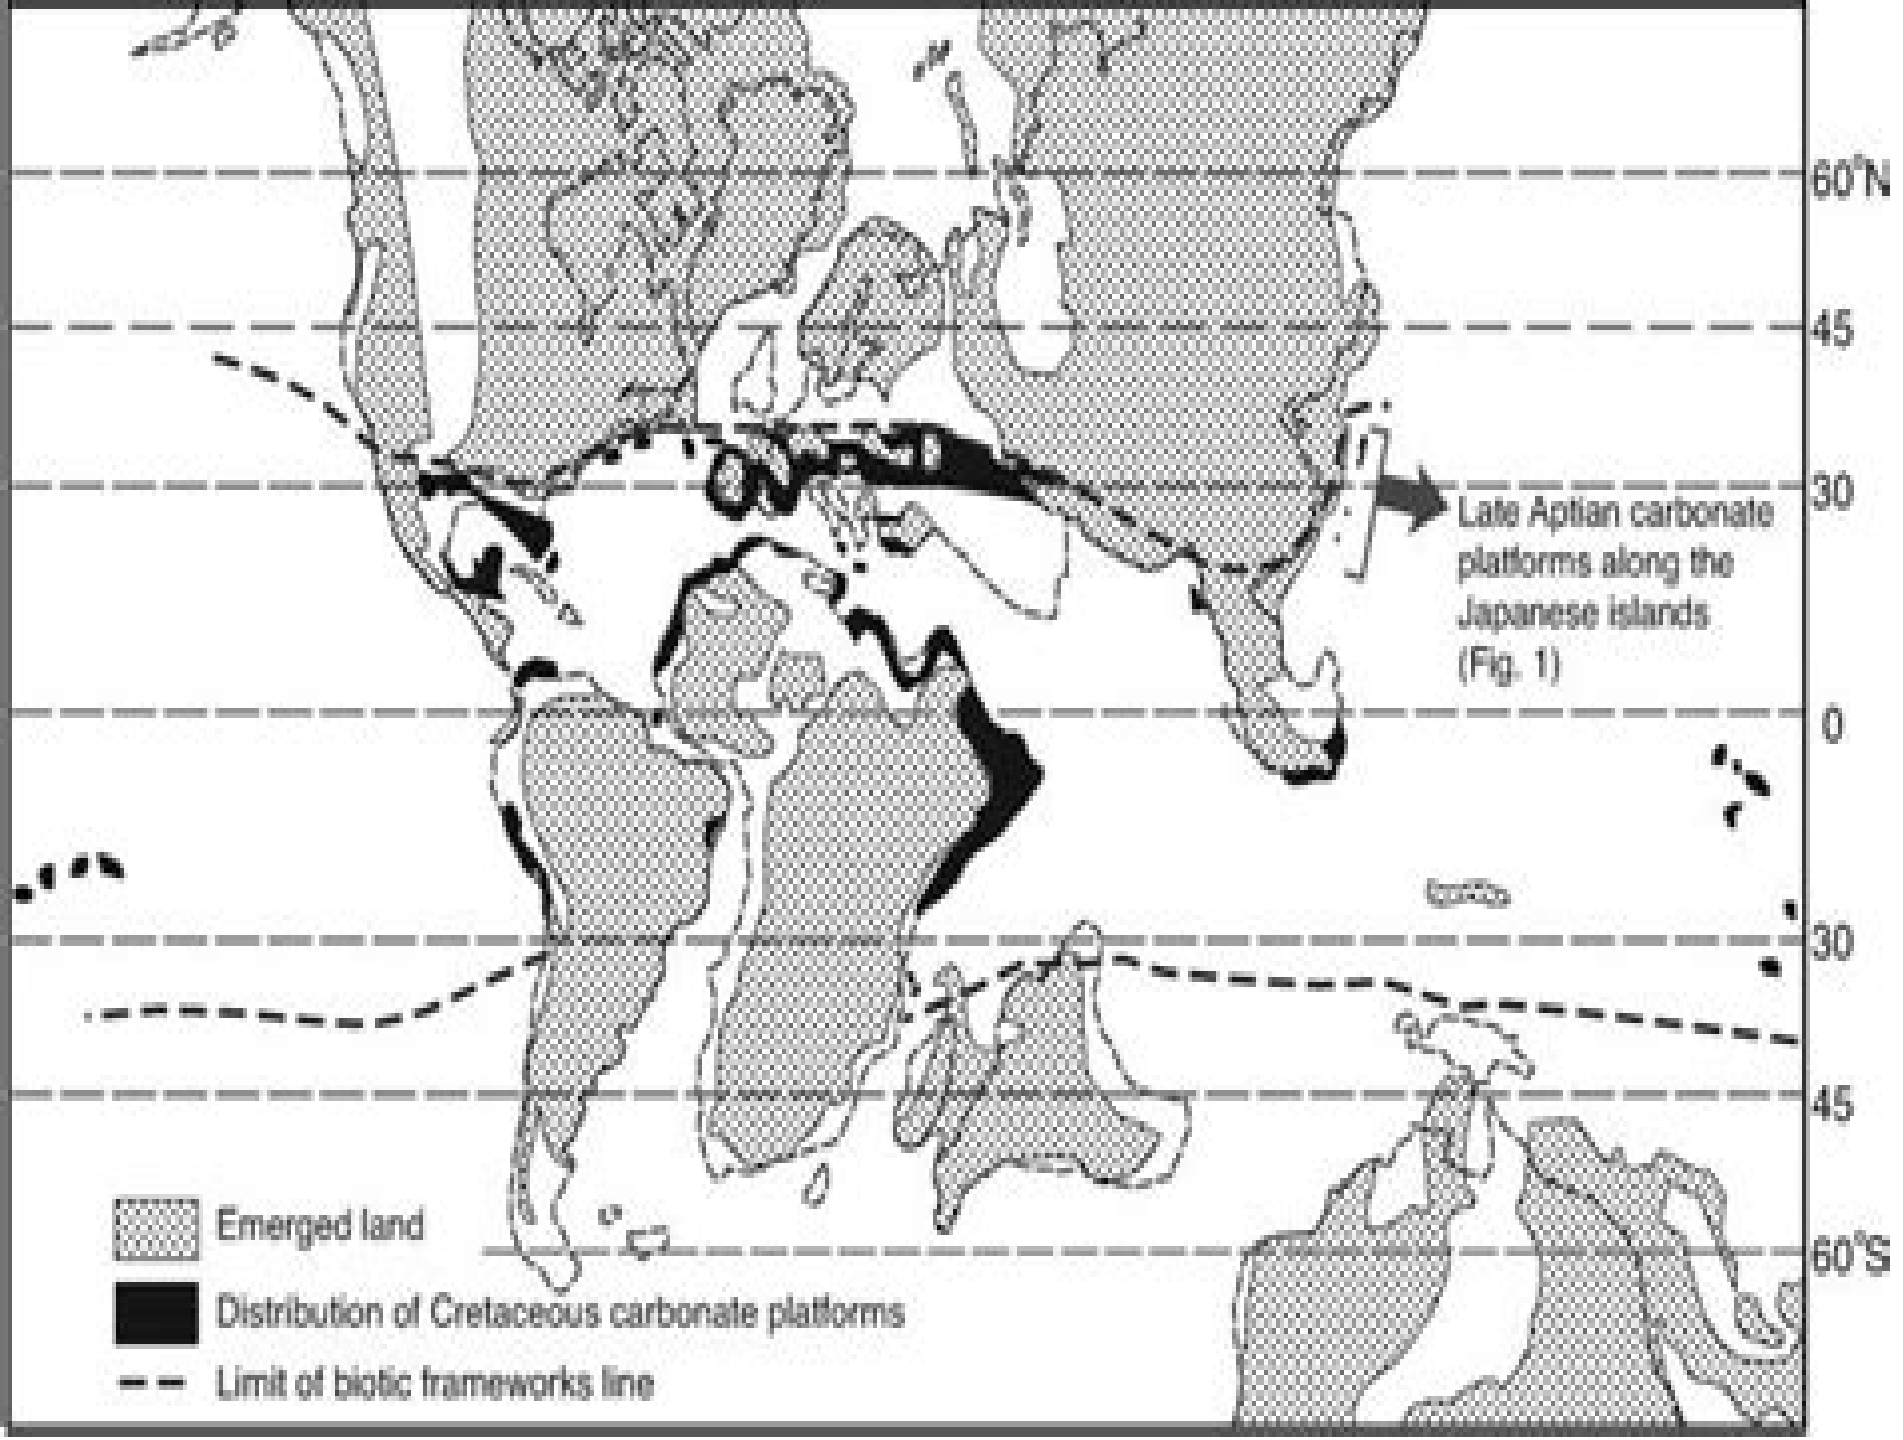 60°N
45
30
Late Aptian carbonate
platforms along the
Japanese islands
(Fig. 1)
0
30
45
60°S
Emerged land
Distribution of Cretaceous carbonate platforms
Limit of biotic frameworks line